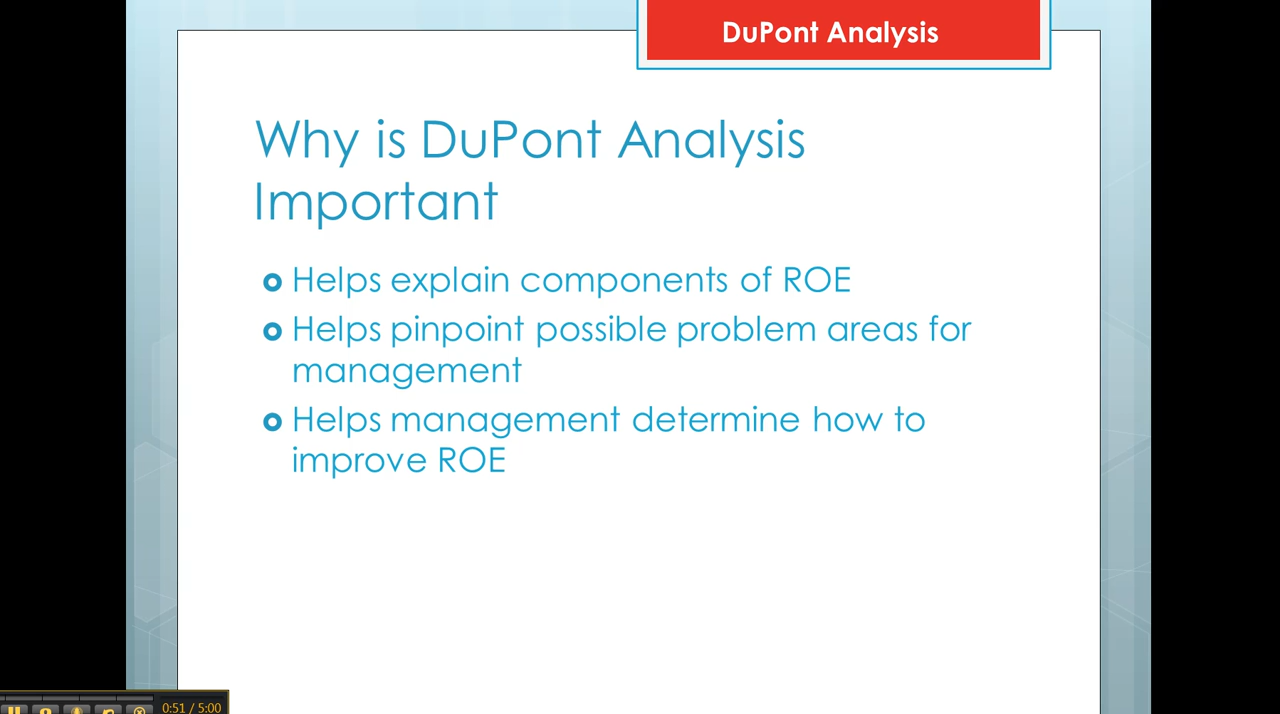 DuPont Analysis
Why is DuPont Analysis
Important
Helps explain components of ROE
Helps pinpoint possible problem areas for
management
Helps management determine how to
improve ROE
0:51 / 5:00